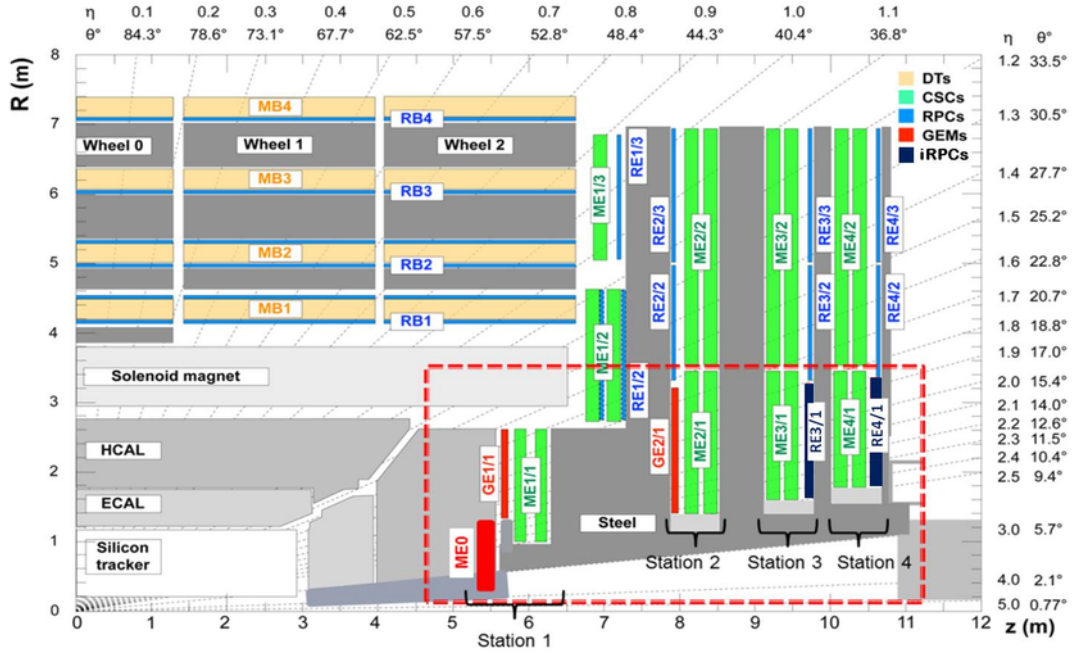 η 0.1 0.2 0.3 0.4 0.5 0.6 0.7 0.8 0.9 1.0 1.1
θ° 84.3° 78.6° 73.1° 67.7° 62.5° 57.5° 52.8° 48.4° 44.3° 40.4° 36.8° η θ°
R (m)
8
7
6
5
4
3
2
1
0
1.2 33.5°
1.3 30.5°
1.4 27.7°
1.5 25.2°
1.6 22.8°
1.7 20.7°
1.8 18.8°
1.9 17.0°
2.0 15.4°
2.1 14.0°
2.2 12.6°
2.3 11.5°
2.4 10.4°
2.5 9.4°
3.0 5.7°
4.0 2.1°
5.0 0.77°
DTs
CSCs
RPCs
GEMs
iRPCs
MB4
RB4
Wheel 0 Wheel 1 Wheel 2
MB3
RB3
MB2
RB2
MB1
RB1
Solenoid magnet
HCAL
ECAL
Silicon
tracker
Steel
ME1/3
RE1/3
ME1/2
RE1/2
RE2/3
RE2/2
ME2/2
ME3/2
RE3/3
RE3/2
ME4/2
RE4/3
RE4/2
GE1/1
ME1/1
ME0
GE2/1
ME2/1
ME3/1
RE3/1
ME4/1
RE4/1
Station 2 Station 3 Station 4
Station 1
0 1 2 3 4 5 6 7 8 9 10 11 12
z (m)